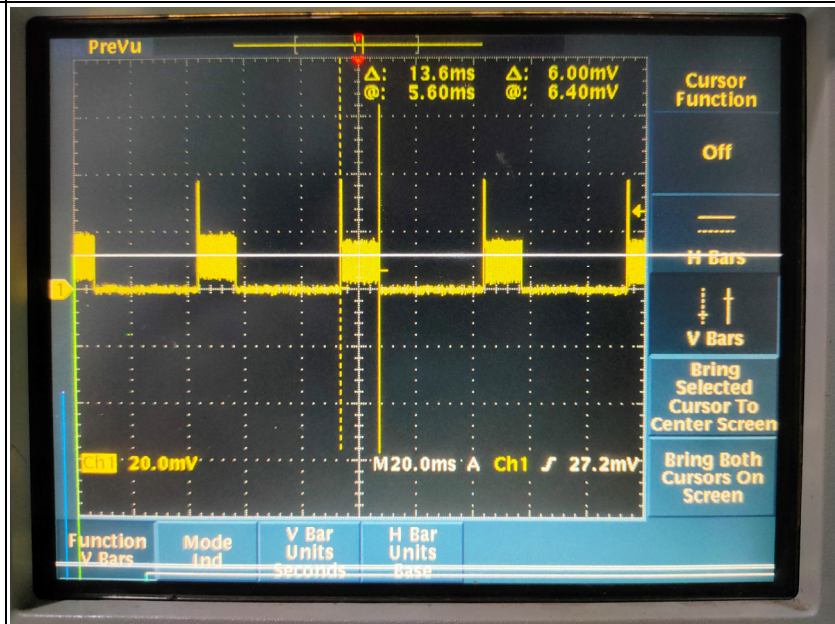 PreVu
Δ: 13.6ms Δ: 6.00mV
@: 5.60ms @: 6.40mV
Cursor
Function
Off
H Bars
V Bars
Bring
Selected
Cursor To
Center Screen
Bring Both
Cursors On
Screen
1
Ch1 20.0mV M20.0ms A Ch1 ƒ 27.2mV
Function
V Bars
Mode
Ind
V Bar
Units
Seconds
H Bar
Units
Base